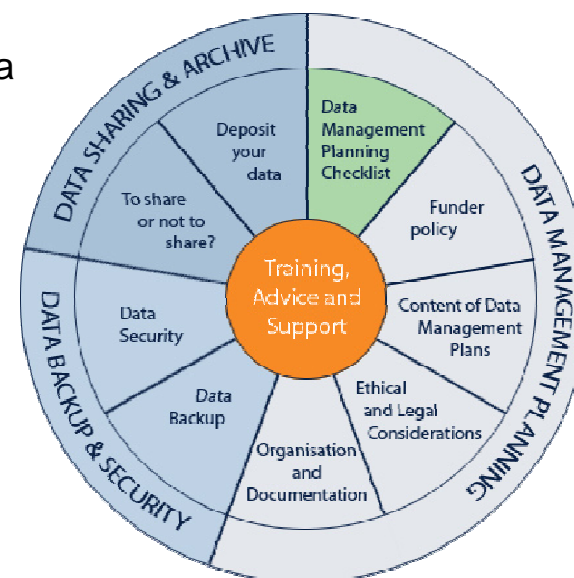 a
DATA SHARING & ARCHIVE
Deposit
your
data
Data
Management
Planning
Checklist
To share
or not to
share?
Funder
policy
DATA MANAGEMENT PLANNING
Training,
Advice and
Support
Data
Security
Content of Data
Management
Plans
DATA BACKUP & SECURITY
Data
Backup
Ethical
and Legal
Considerations
Organisation
and
Documentation